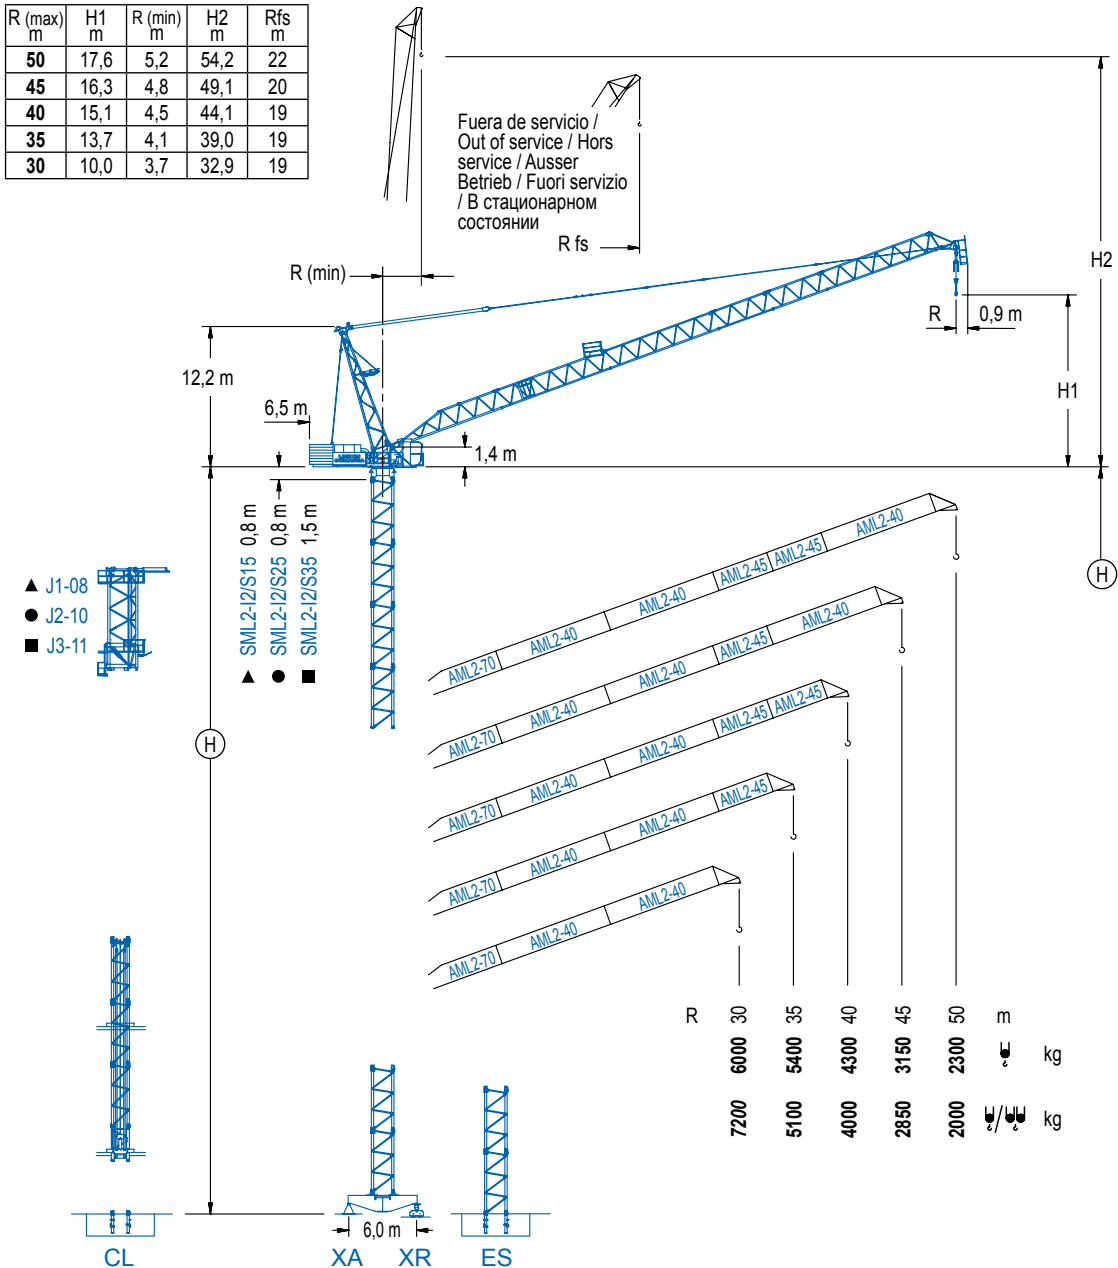 R (max) H1 R (min) H2 Rfs
m m m m m
50 17,6 5,2 54,2 22
45 16,3 4,8 49,1 20
40 15,1 4,5 44,1 19
35 13,7 4,1 39,0 19
30 10,0 3,7 32,9 19
Fuera de servicio /
Out of service / Hors
service / Ausser
Betrieb / Fuori servizio
/ В стационарном
состоянии
R fs
R (min)
H2
R 0,9 m
12,2 m
H1
6,5 m
1,4 m
H
SML2-I2/S15 0,8 m
SML2-I2/S25 0,8 m
SML2-I2/S35 1,5 m
J1-08
J2-10
J3-11
H
AML2-70 AML2-40 AML2-40 AML2-45 AML2-45 AML2-40
AML2-70 AML2-40 AML2-40 AML2-45 AML2-40
AML2-70 AML2-40 AML2-40 AML2-45 AML2-45
AML2-70 AML2-40 AML2-40 AML2-45
AML2-70 AML2-40 AML2-40
R 30 35 40 45 50 m
6000 5400 4300 3150 2300 kg
7200 5100 4000 2850 2000 / kg
6,0 m
CL XA XR ES